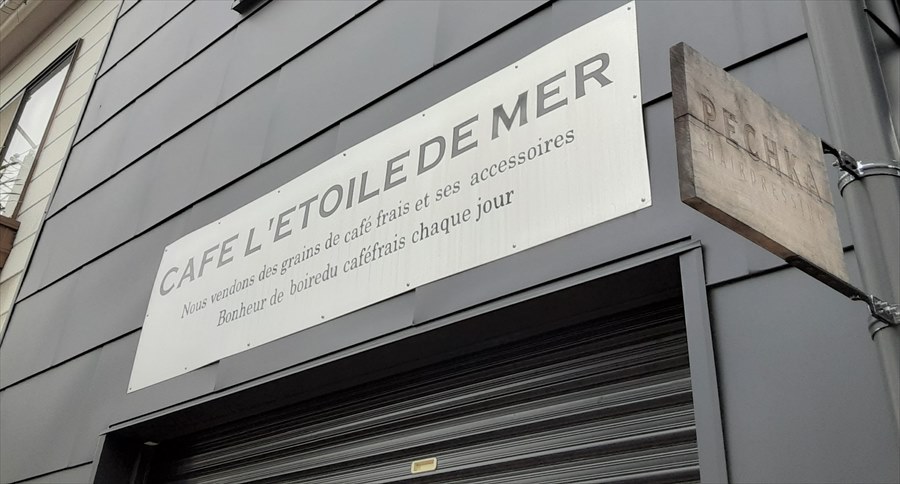 CAFE L'ETOILE DE MER
Nous vendons des grains de café frais et ses accessoires
Bonheur de boiredu caféfrais chaque jour
PECHKA